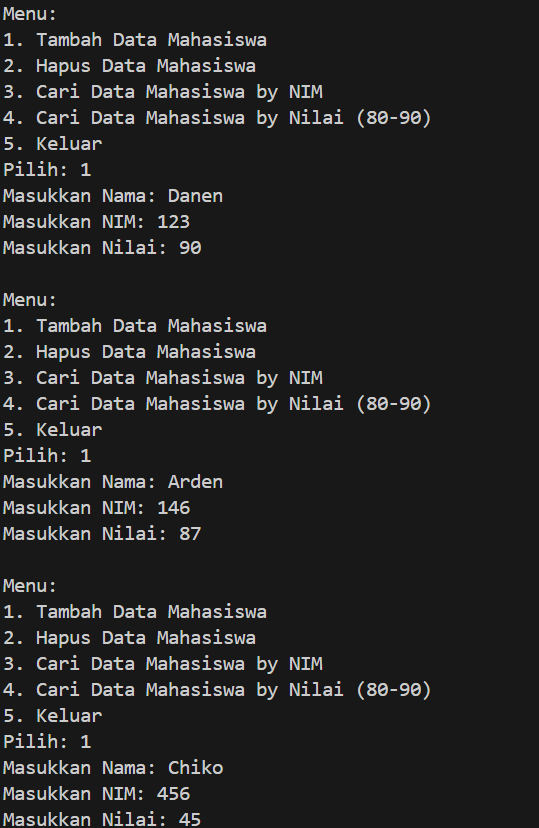 Menu:
1. Tambah Data Mahasiswa
2. Hapus Data Mahasiswa
3. Cari Data Mahasiswa by NIM
4. Cari Data Mahasiswa by Nilai (80-90)
5. Keluar
Pilih: 1
Masukkan Nama: Danen
Masukkan NIM: 123
Masukkan Nilai: 90

Menu:
1. Tambah Data Mahasiswa
2. Hapus Data Mahasiswa
3. Cari Data Mahasiswa by NIM
4. Cari Data Mahasiswa by Nilai (80-90)
5. Keluar
Pilih: 1
Masukkan Nama: Arden
Masukkan NIM: 146
Masukkan Nilai: 87

Menu:
1. Tambah Data Mahasiswa
2. Hapus Data Mahasiswa
3. Cari Data Mahasiswa by NIM
4. Cari Data Mahasiswa by Nilai (80-90)
5. Keluar
Pilih: 1
Masukkan Nama: Chiko
Masukkan NIM: 456
Masukkan Nilai: 45